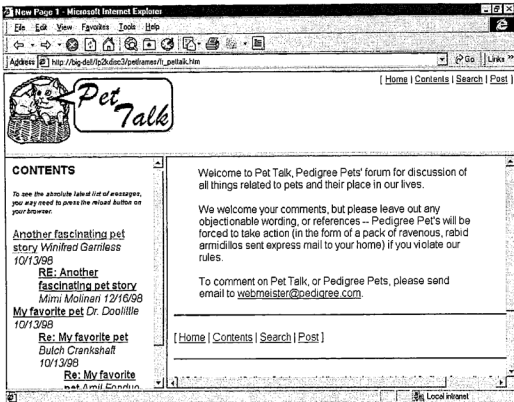 New Page 1 - Microsoft Internet Explorer
File Edit View Favorites Tools Help
Address http://big-dell/fp2kdisc3/petframes/tr_pettalk.htm Go Links »
[ Home | Contents | Search | Post ]
Pet
Talk
CONTENTS
To see the absolute latest list of messages,
you may need to press the reload button on
your browser.
Another fascinating pet
story Winifred Garrless
10/13/98
RE: Another
fascinating pet story
Mimi Molinari 12/16/98
My favorite pet Dr. Doolittle
10/13/98
Re: My favorite pet
Butch Crankshaft
10/13/98
Re: My favorite
pet
Welcome to Pet Talk, Pedigree Pets' forum for discussion of
all things related to pets and their place in our lives.
We welcome your comments, but please leave out any
objectionable wording, or references -- Pedigree Pet's will be
forced to take action (in the form of a pack of ravenous, rabid
armidillos sent express mail to your home) if you violate our
rules.
To comment on Pet Talk, or Pedigree Pets, please send
email to webmeister@pedigree.com.
[ Home | Contents | Search | Post ]
Local intranet